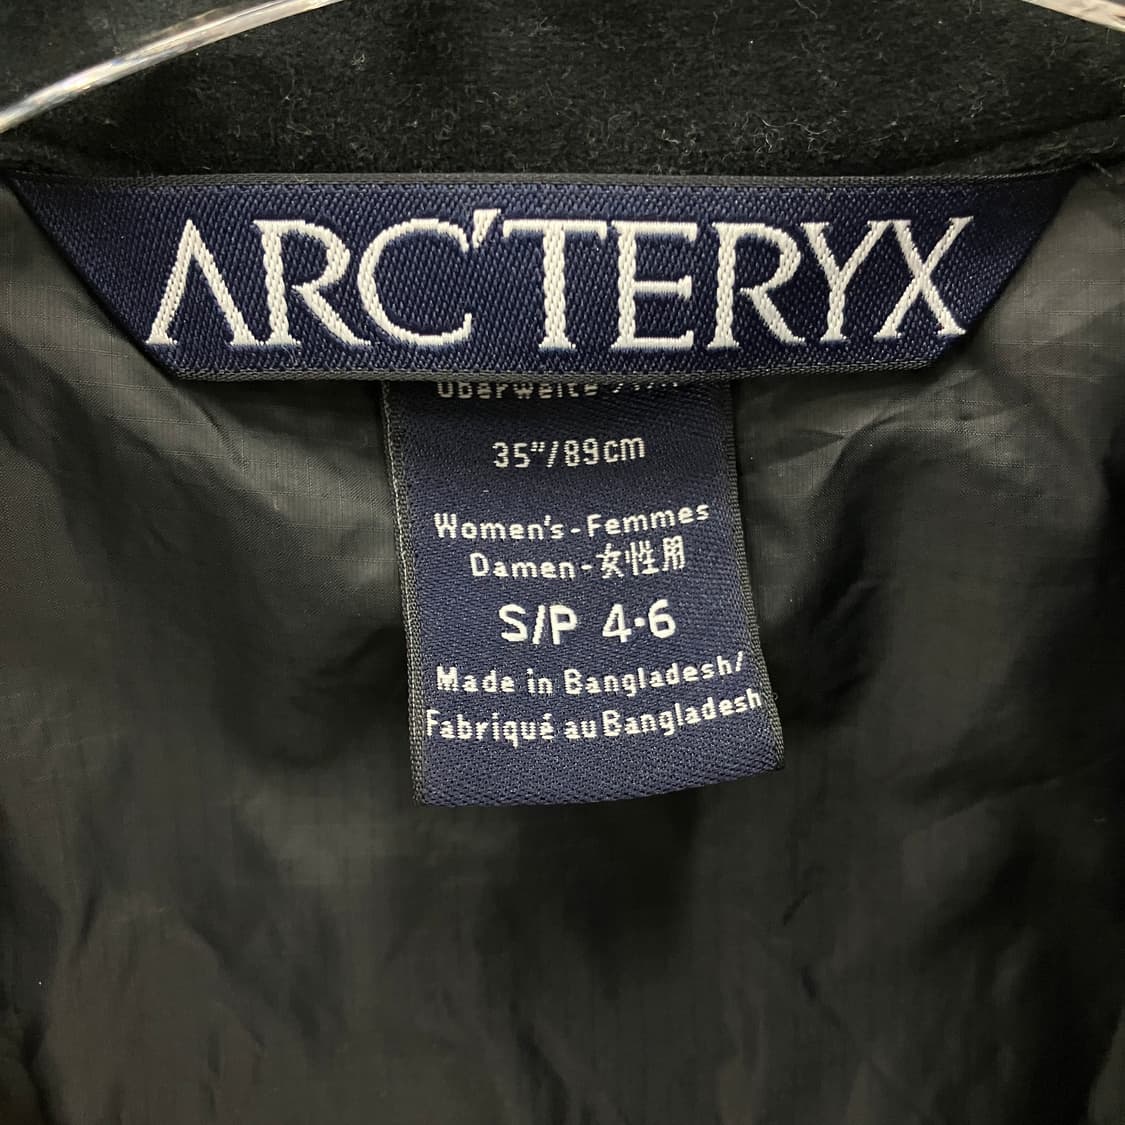 ARC'TERYX
35"/89cm
Women's-Femmes
Damen-女性用
S/P 4·6
Made in Bangladesh/
Fabriqué au Bangladesh